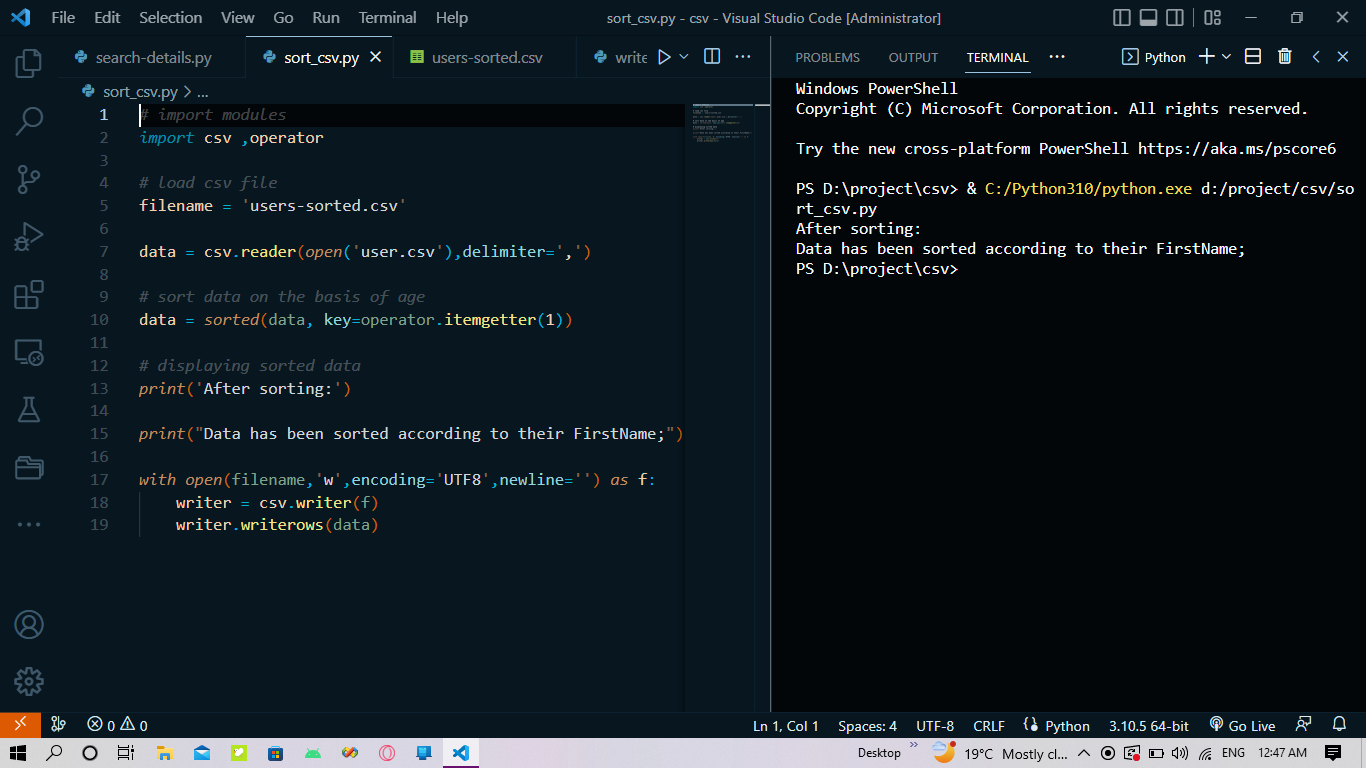 File Edit Selection View Go Run Terminal Help
sort_csv.py - csv - Visual Studio Code [Administrator]
search-details.py
sort_csv.py
users-sorted.csv
write
sort_csv.py > ...
1 # import modules
2 import csv ,operator
3
4 # load csv file
5 filename = 'users-sorted.csv'
6
7 data = csv.reader(open('user.csv'),delimiter=',')
8
9 # sort data on the basis of age
10 data = sorted(data, key=operator.itemgetter(1))
11
12 # displaying sorted data
13 print('After sorting:')
14
15 print("Data has been sorted according to their FirstName;")
16
17 with open(filename,'w',encoding='UTF8',newline='') as f:
18 writer = csv.writer(f)
19 writer.writerows(data)
PROBLEMS OUTPUT TERMINAL ...
Python
Windows PowerShell
Copyright (C) Microsoft Corporation. All rights reserved.
Try the new cross-platform PowerShell https://aka.ms/pscore6
PS D:\project\csv> & C:/Python310/python.exe d:/project/csv/so
rt_csv.py
After sorting:
Data has been sorted according to their FirstName;
PS D:\project\csv>
0 0
Ln 1, Col 1 Spaces: 4 UTF-8 CRLF Python 3.10.5 64-bit Go Live
Desktop 19°C Mostly cl... ENG 12:47 AM